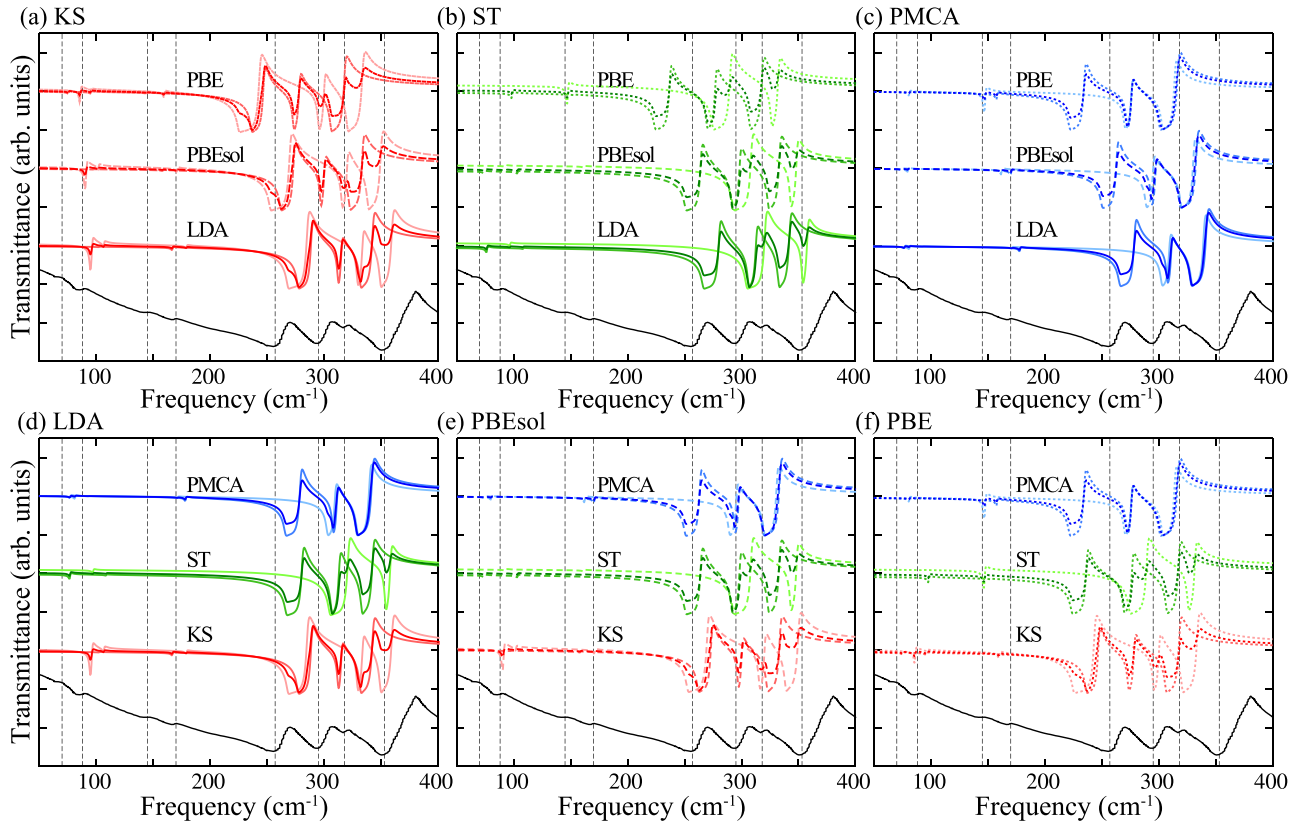 (a) KS
(b) ST
(c) PMCA
Transmittance (arb. units)
PBE
PBEsol
LDA
PBE
PBEsol
LDA
PBE
PBEsol
LDA
100 200 300 400
100 200 300 400
100 200 300 400
Frequency (cm-1)
Frequency (cm-1)
Frequency (cm-1)
(d) LDA
(e) PBEsol
(f) PBE
Transmittance (arb. units)
PMCA
ST
KS
PMCA
ST
KS
PMCA
ST
KS
100 200 300 400
100 200 300 400
100 200 300 400
Frequency (cm-1)
Frequency (cm-1)
Frequency (cm-1)